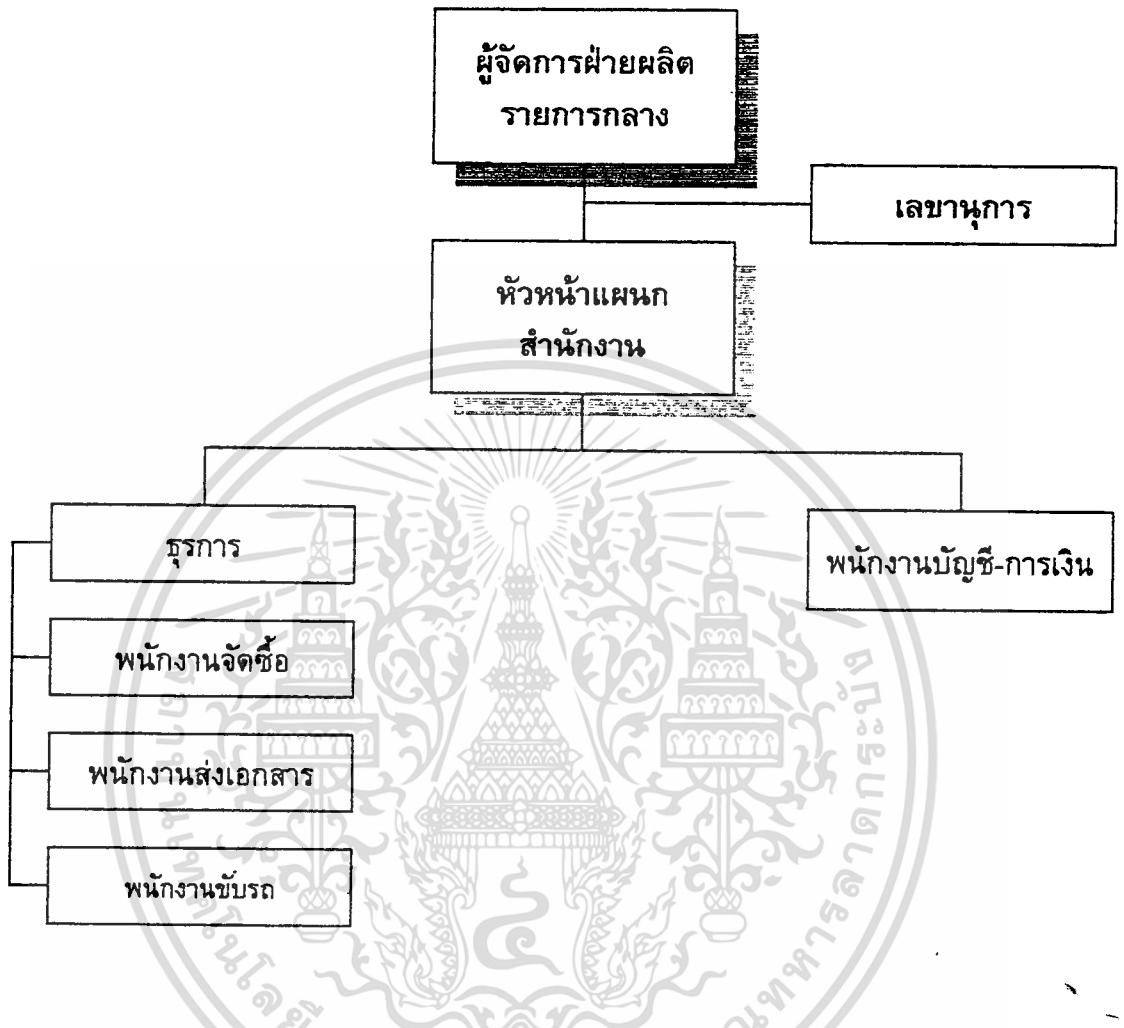 ผู้จัดการฝ่ายผลิต
รายการกลาง
เลขานุการ
หัวหน้าแผนก
สำนักงาน
ธุรการ
พนักงานบัญชี-การเงิน
พนักงานจัดซื้อ
พนักงานส่งเอกสาร
พนักงานขับรถ